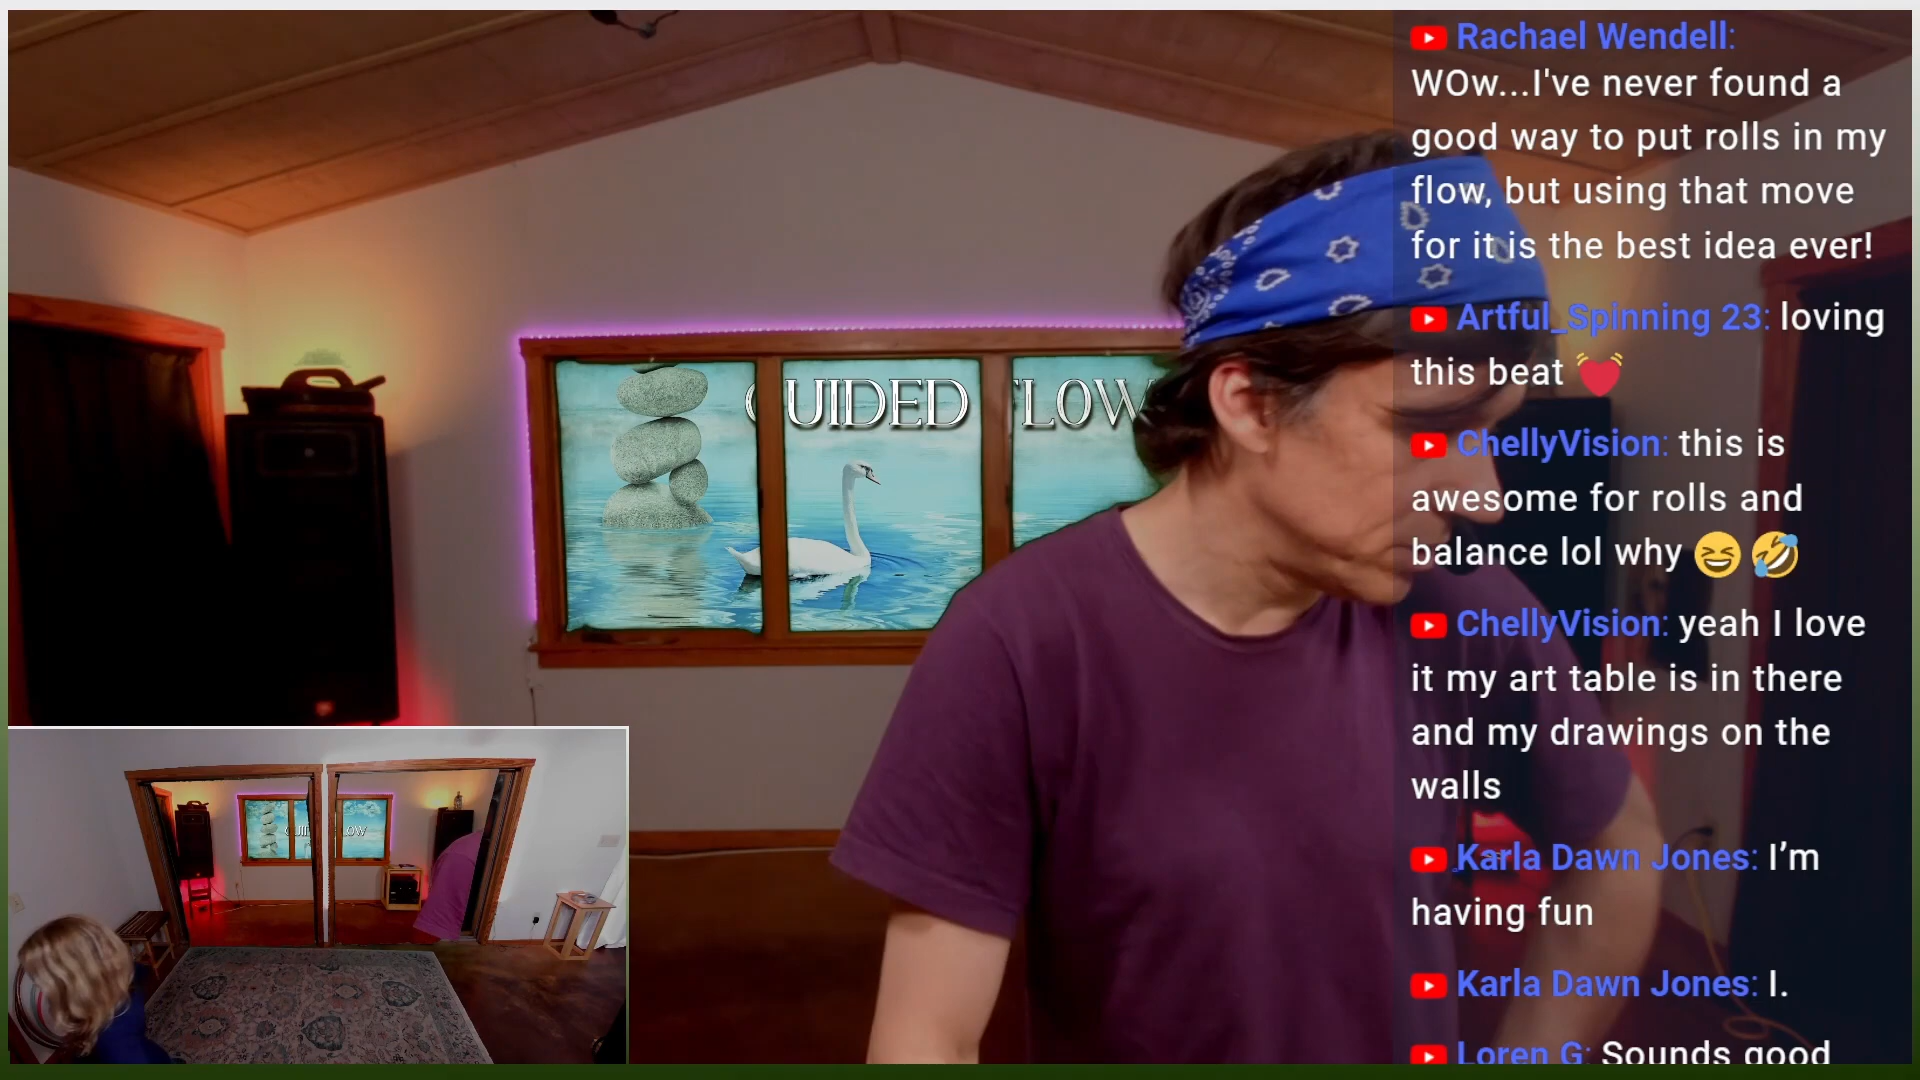 GUIDED FLOW
Rachael Wendell:
WOw...I've never found a
good way to put rolls in my
flow, but using that move
for it is the best idea ever!
Artful_Spinning 23: loving
this beat 💓
ChellyVision: this is
awesome for rolls and
balance lol why 😆 🤣
ChellyVision: yeah I love
it my art table is in there
and my drawings on the
walls
Karla Dawn Jones: I’m
having fun
Karla Dawn Jones: I.
Loren G: Sounds good